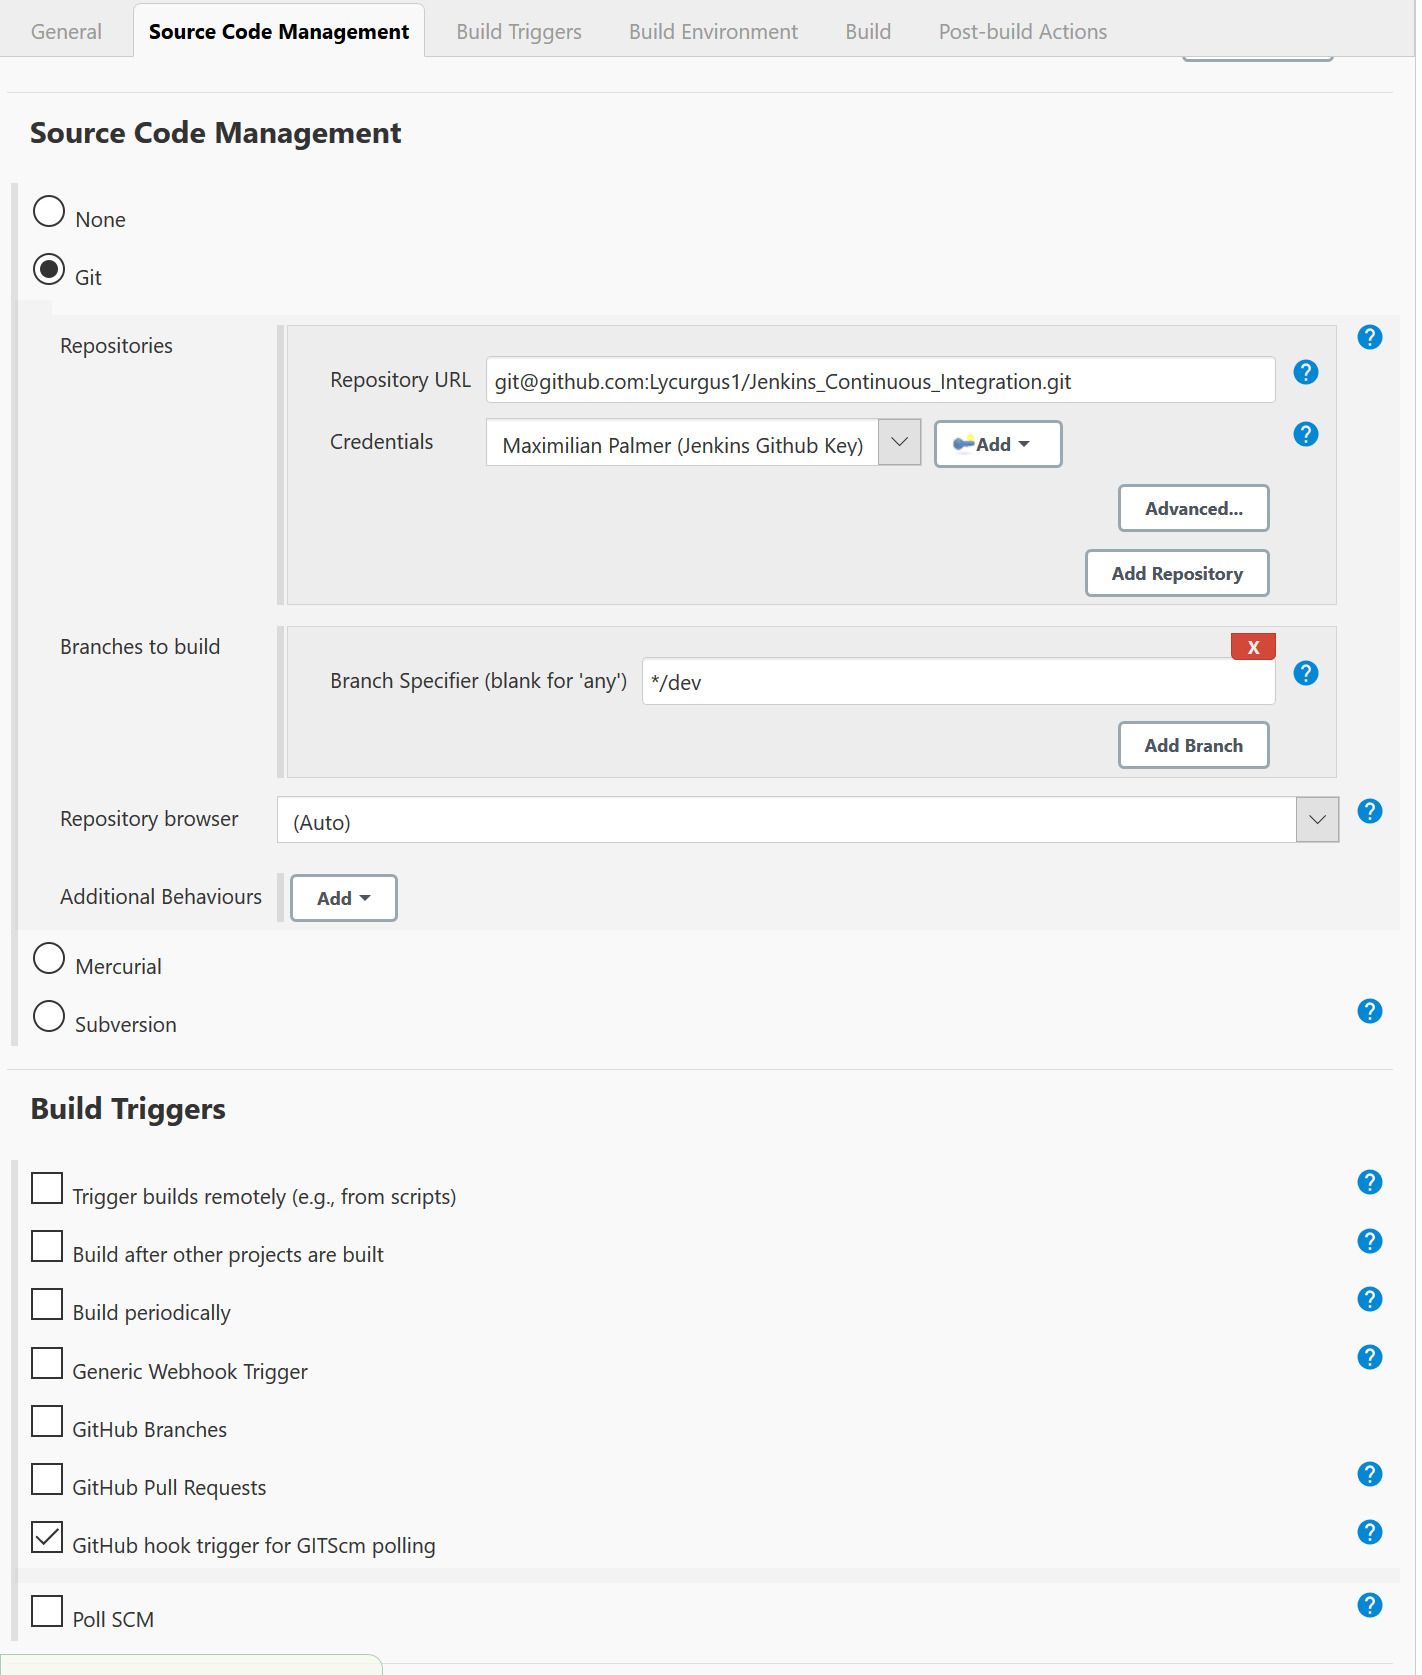 General Source Code Management Build Triggers Build Environment Build Post-build Actions
Source Code Management
None
Git
Repositories
Repository URL git@github.com:Lycurgus1/Jenkins_Continuous_Integration.git
Credentials Maximilian Palmer (Jenkins Github Key) Add
Advanced...
Add Repository
Branches to build
X
Branch Specifier (blank for 'any') */dev
Add Branch
Repository browser (Auto)
Additional Behaviours Add
Mercurial
Subversion
Build Triggers
Trigger builds remotely (e.g., from scripts)
Build after other projects are built
Build periodically
Generic Webhook Trigger
GitHub Branches
GitHub Pull Requests
GitHub hook trigger for GITScm polling
Poll SCM